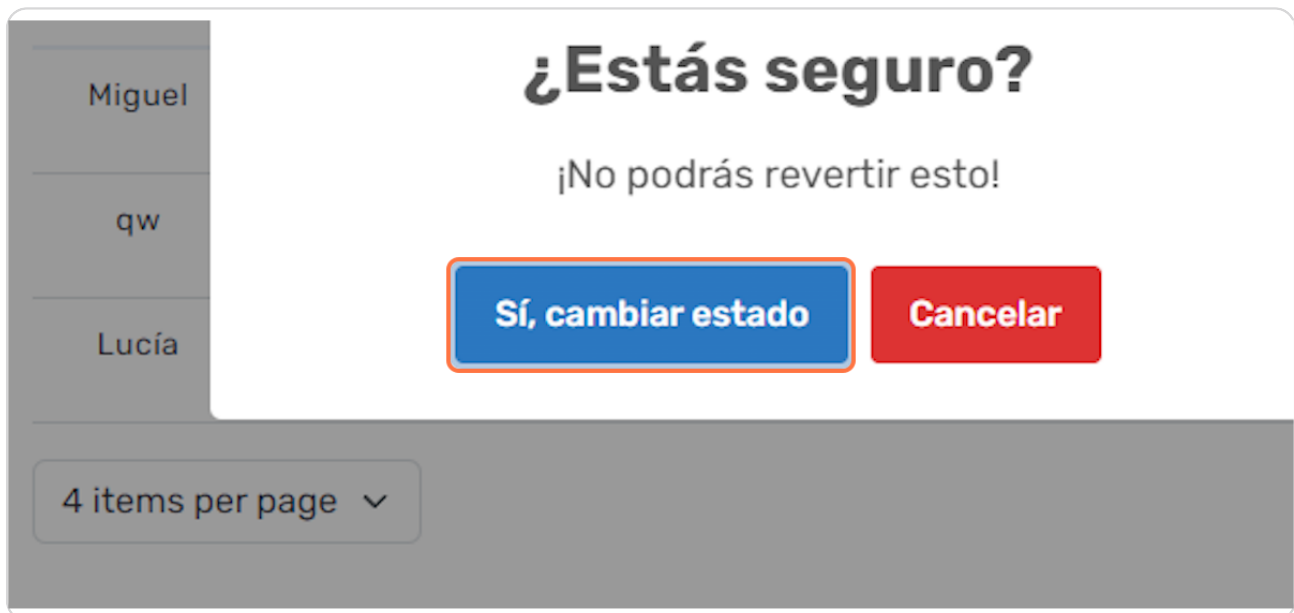 ¿Estás seguro?
Miguel
¡No podrás revertir esto!
qw
Sí, cambiar estado
Cancelar
Lucía
4 items per page